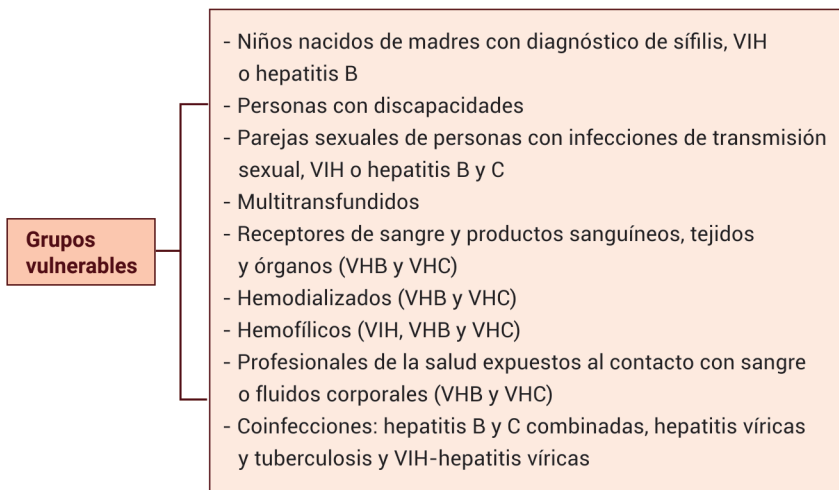 Grupos
vulnerables
- Niños nacidos de madres con diagnóstico de sífilis, VIH
o hepatitis B
- Personas con discapacidades
- Parejas sexuales de personas con infecciones de transmisión
sexual, VIH o hepatitis B y C
- Multitransfundidos
- Receptores de sangre y productos sanguíneos, tejidos
y órganos (VHB y VHC)
- Hemodializados (VHB y VHC)
- Hemofílicos (VIH, VHB y VHC)
- Profesionales de la salud expuestos al contacto con sangre
o fluidos corporales (VHB y VHC)
- Coinfecciones: hepatitis B y C combinadas, hepatitis víricas
y tuberculosis y VIH-hepatitis víricas